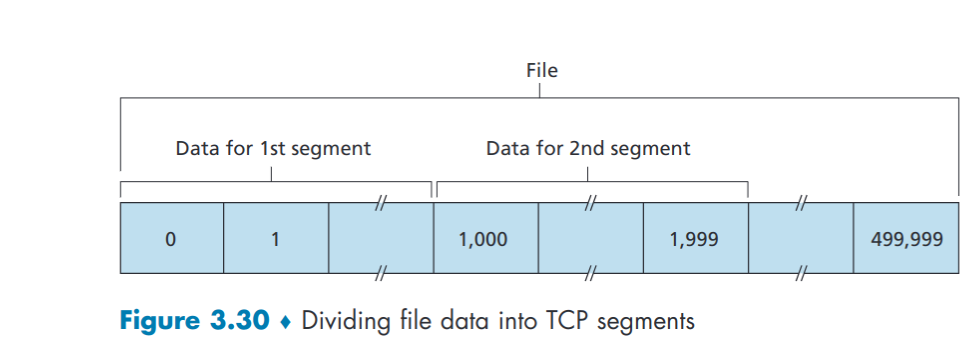 File
Data for 1st segment Data for 2nd segment
0 1 1,000 1,999 499,999
Figure 3.30 ♦ Dividing file data into TCP segments